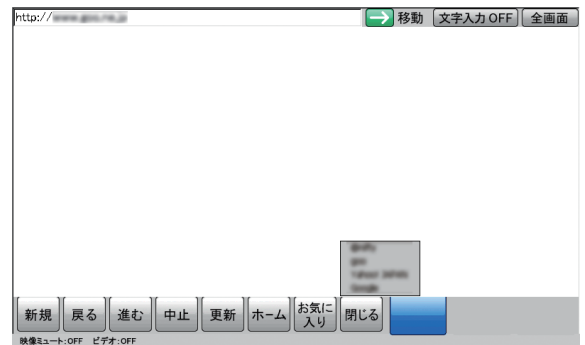 http://
移動
文字入力 OFF
全画面
新規
戻る
進む
中止
更新
ホーム
お気に
入り
閉じる
映像ミュート:OFF ビデオ:OFF